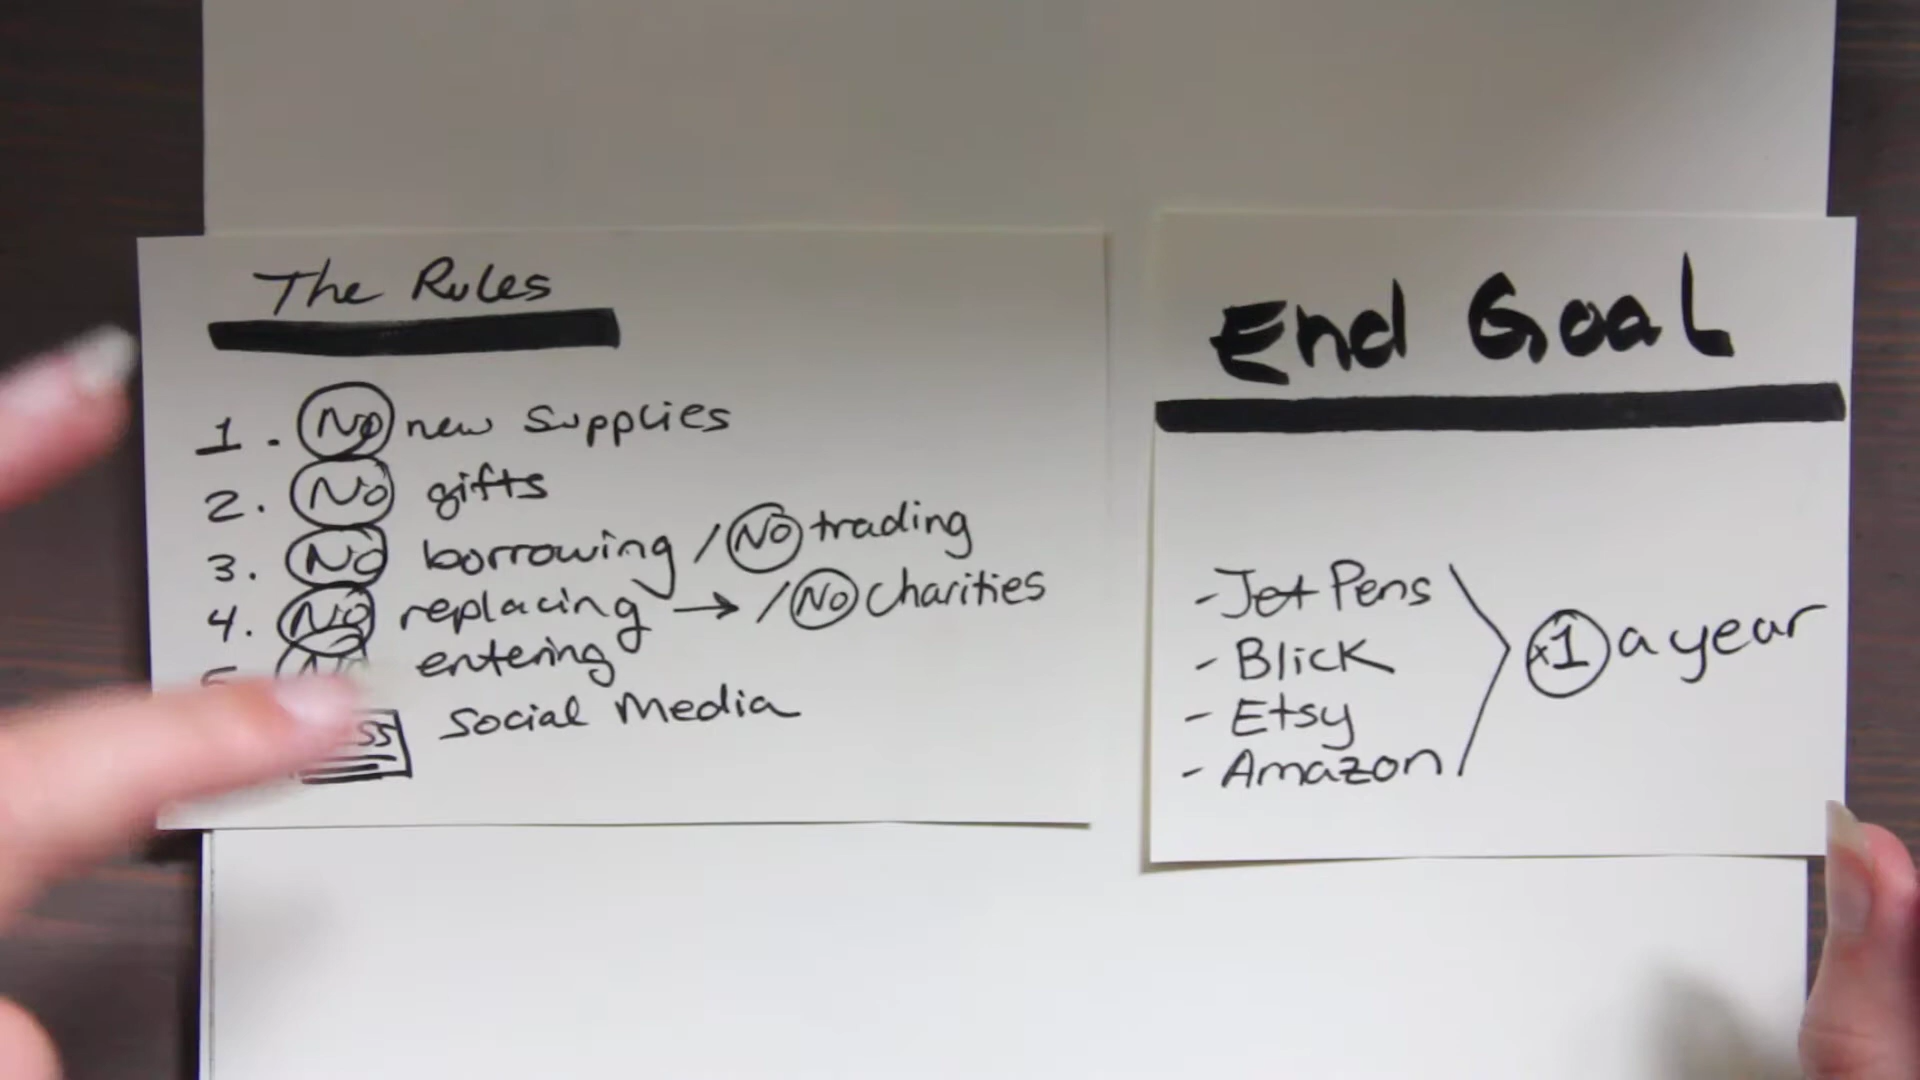 The Rules
1. No new supplies
2. No gifts
3. No borrowing / No trading
4. No replacing → / No charities
entering
social media
End Goal
- Jet Pens
- Blick
- Etsy
- Amazon
x1 a year